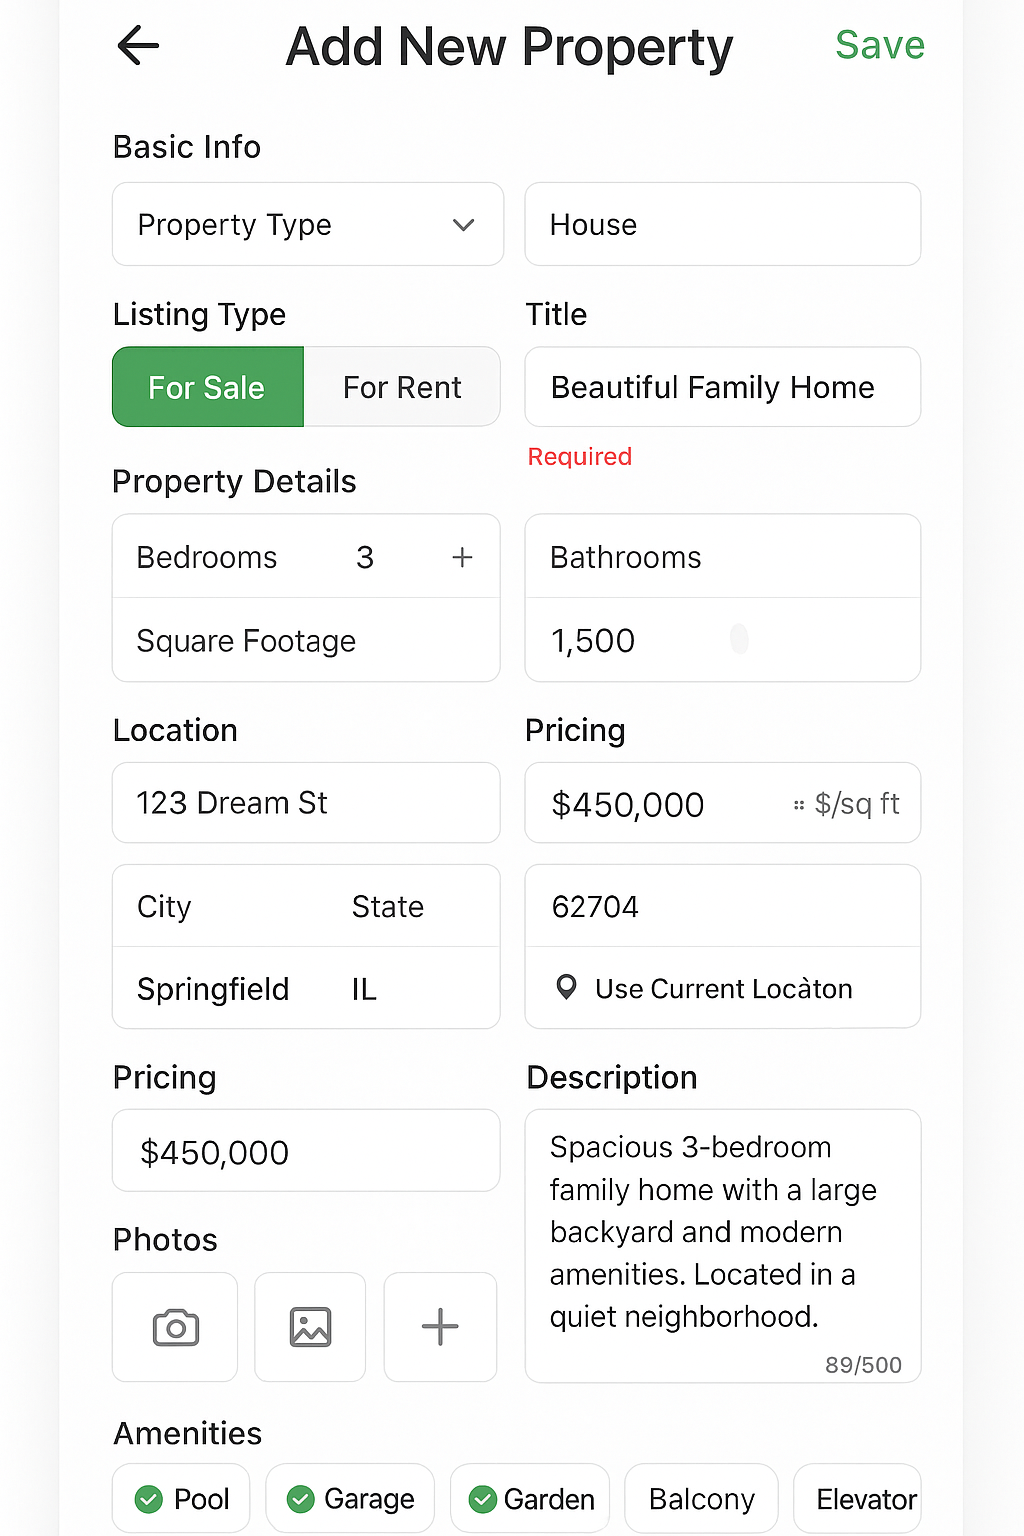 Add New Property
Save
Basic Info
Property Type
House
Listing Type
Title
For Sale
For Rent
Beautiful Family Home
Required
Property Details
Bedrooms 3 +
Bathrooms
Square Footage
1,500
Location
Pricing
123 Dream St
$450,000
$/sq ft
City
State
62704
Springfield
IL
Use Current Locàton
Pricing
Description
$450,000
Spacious 3-bedroom
family home with a large
backyard and modern
amenities. Located in a
quiet neighborhood.
89/500
Photos
Amenities
Pool
Garage
Garden
Balcony
Elevator